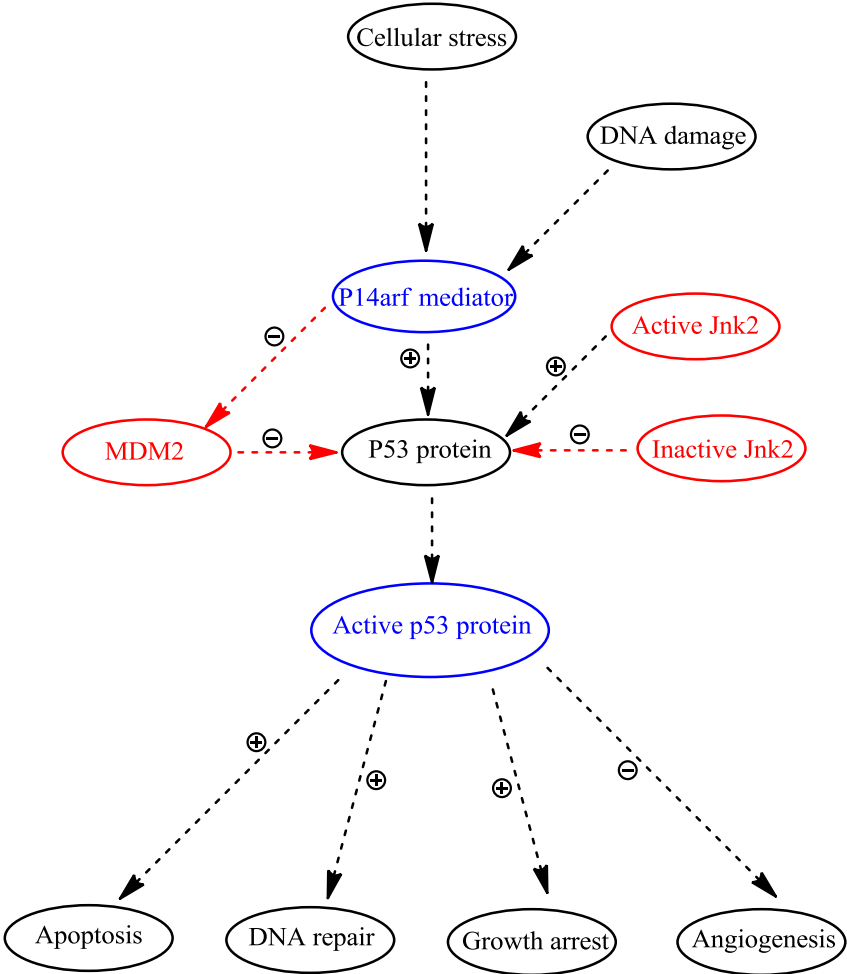 Cellular stress
DNA damage
P14arf mediator
Active Jnk2
MDM2
P53 protein
Inactive Jnk2
Active p53 protein
Apoptosis
DNA repair
Growth arrest
Angiogenesis